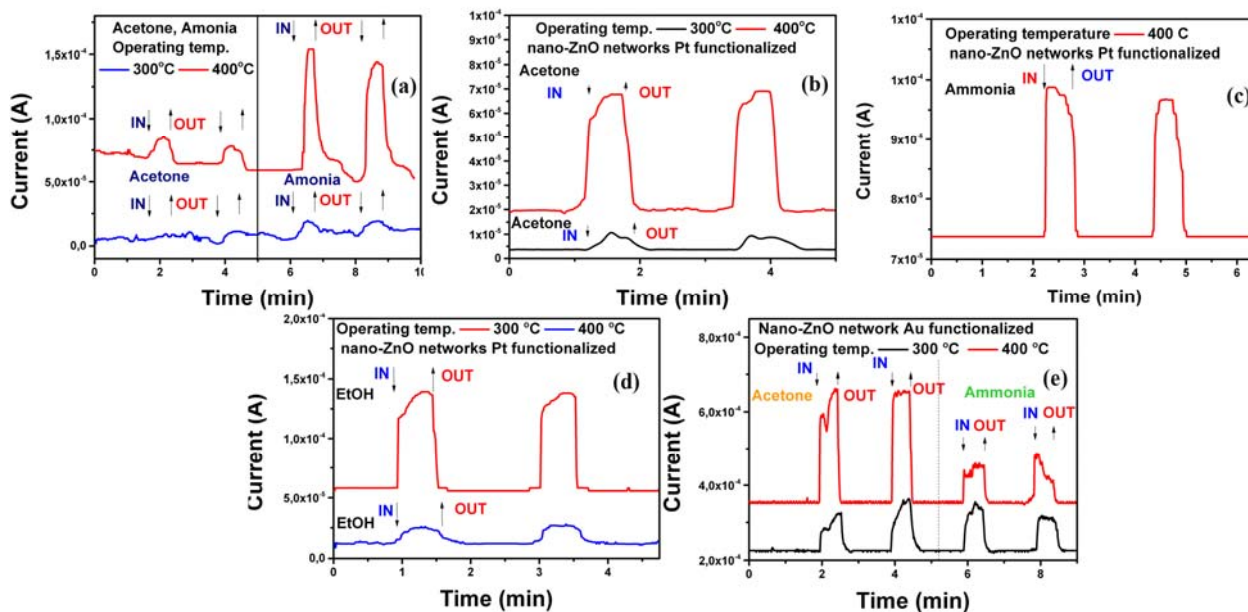 Acetone, Amonia
Operating temp.
300°C 400°C
IN OUT
(a)
IN OUT
Acetone
Amonia
IN OUT
IN OUT
1,5x10⁻⁴
1,0x10⁻⁴
5,0x10⁻⁵
0,0
Current (A)
0 2 4 6 8 10
Time (min)
Operating temp. 300°C 400°C
nano-ZnO networks Pt functionalized
Acetone
(b)
IN OUT
Acetone
IN OUT
8x10⁻⁵
7x10⁻⁵
6x10⁻⁵
5x10⁻⁵
4x10⁻⁵
3x10⁻⁵
2x10⁻⁵
1x10⁻⁵
0
Current (A)
0 2 4
Time (min)
Operating temperature 400 C
nano-ZnO networks Pt functionalized
Ammonia
IN OUT
(c)
1x10⁻⁴
1x10⁻⁴
9x10⁻⁵
8x10⁻⁵
7x10⁻⁵
Current (A)
0 1 2 3 4 5 6
Time (min)
Operating temp. 300 °C 400 °C
nano-ZnO networks Pt functionalized
IN OUT
(d)
EtOH
IN OUT
EtOH
2,0x10⁻⁴
1,5x10⁻⁴
1,0x10⁻⁴
5,0x10⁻⁵
0,0
Current (A)
0 1 2 3 4
Time (min)
Nano-ZnO network Au functionalized
Operating temp. 300 °C 400 °C
IN IN
(e)
Acetone OUT OUT
Ammonia
IN OUT IN OUT
8,0x10⁻⁴
6,0x10⁻⁴
4,0x10⁻⁴
2,0x10⁻⁴
Current (A)
0 2 4 6 8
Time (min)